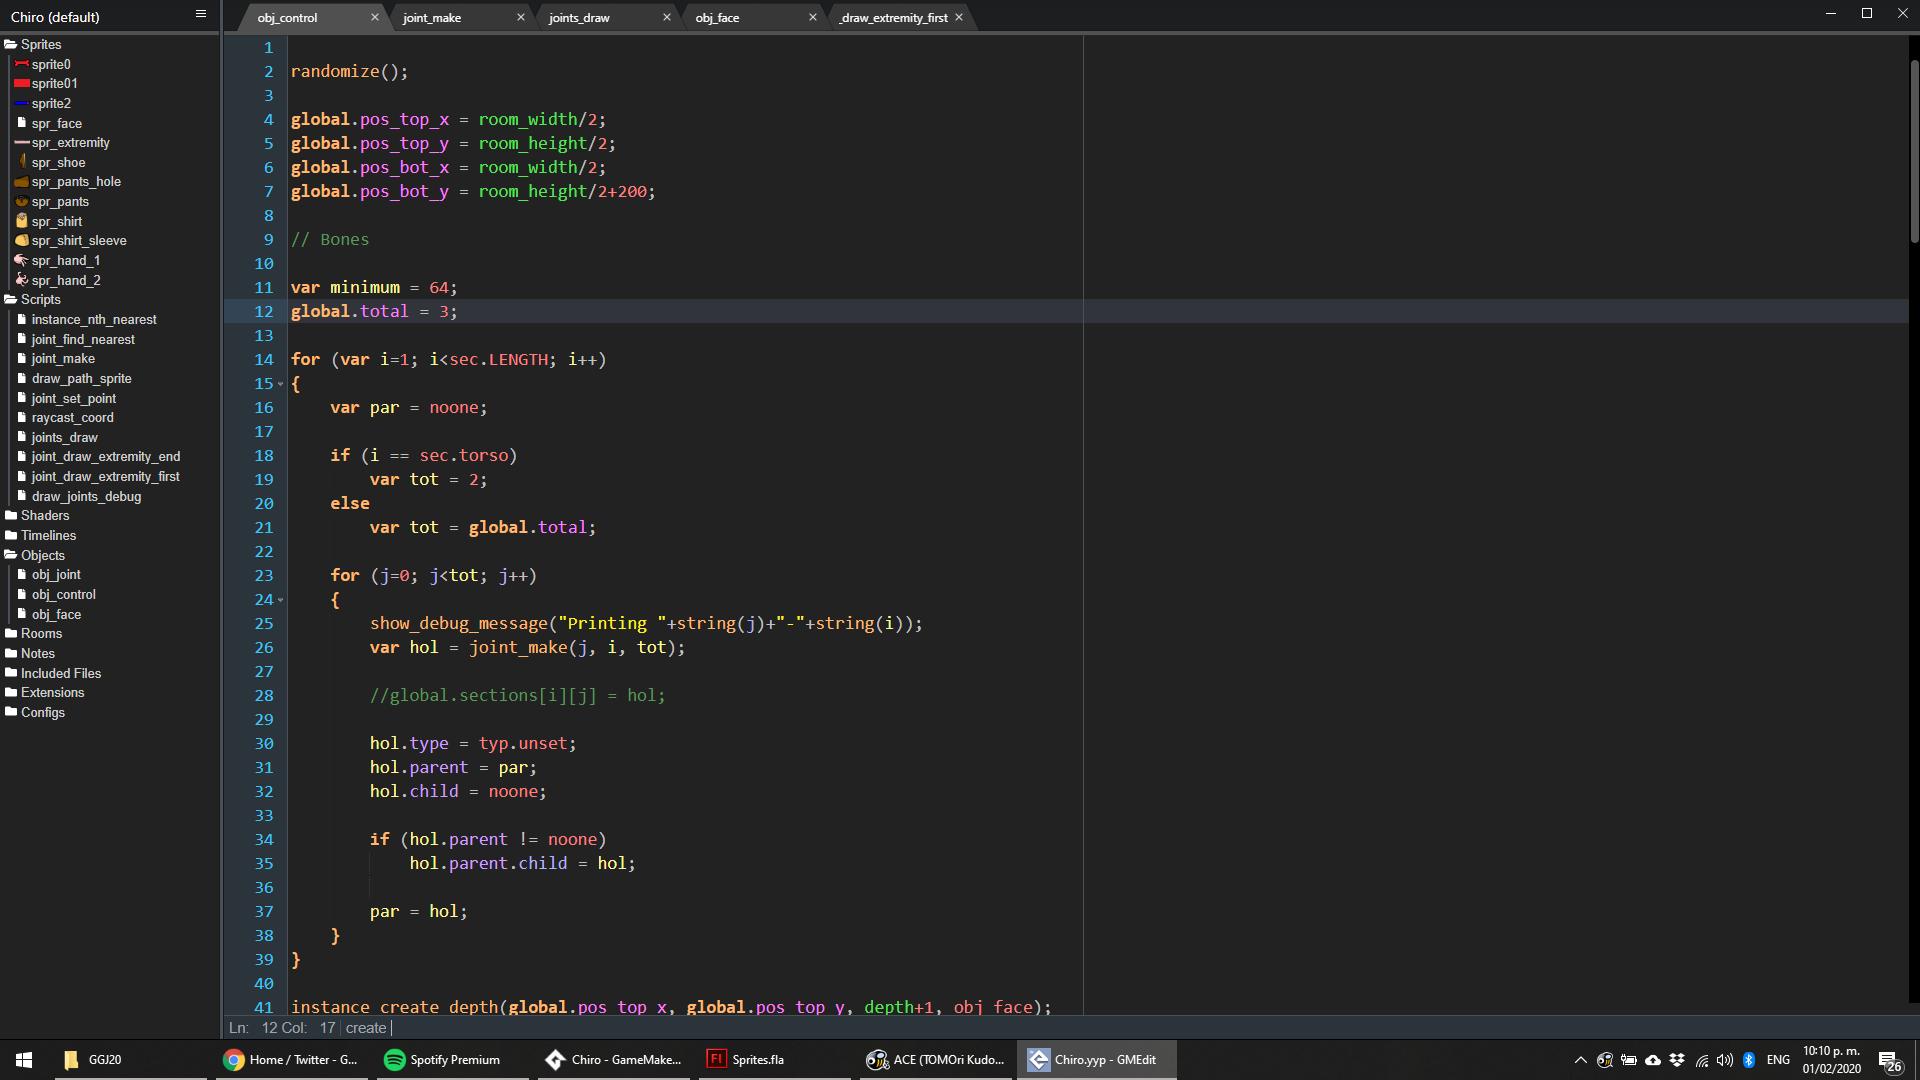 Chiro (default)
obj_control
joint_make
joints_draw
obj_face
_draw_extremity_first
Sprites
sprite0
sprite01
sprite2
spr_face
spr_extremity
spr_shoe
spr_pants_hole
spr_pants
spr_shirt
spr_shirt_sleeve
spr_hand_1
spr_hand_2
Scripts
instance_nth_nearest
joint_find_nearest
joint_make
draw_path_sprite
joint_set_point
raycast_coord
joints_draw
joint_draw_extremity_end
joint_draw_extremity_first
draw_joints_debug
Shaders
Timelines
Objects
obj_joint
obj_control
obj_face
Rooms
Notes
Included Files
Extensions
Configs
1
2 randomize();
3
4 global.pos_top_x = room_width/2;
5 global.pos_top_y = room_height/2;
6 global.pos_bot_x = room_width/2;
7 global.pos_bot_y = room_height/2+200;
8
9 // Bones
10
11 var minimum = 64;
12 global.total = 3;
13
14 for (var i=1; i<sec.LENGTH; i++)
15 {
16 var par = noone;
17
18 if (i == sec.torso)
19 var tot = 2;
20 else
21 var tot = global.total;
22
23 for (j=0; j<tot; j++)
24 {
25 show_debug_message("Printing "+string(j)+"-"+string(i));
26 var hol = joint_make(j, i, tot);
27
28 //global.sections[i][j] = hol;
29
30 hol.type = typ.unset;
31 hol.parent = par;
32 hol.child = noone;
33
34 if (hol.parent != noone)
35 hol.parent.child = hol;
36
37 par = hol;
38 }
39 }
40
41 instance_create_depth(global.pos_top_x, global.pos_top_y, depth+1, obj_face);
Ln: 12 Col: 17 create
GGJ20
Home / Twitter - G...
Spotify Premium
Chiro - GameMake...
Sprites.fla
ACE (TOMOri Kudo...
Chiro.yyp - GMEdit
ENG
10:10 p. m.
01/02/2020
26